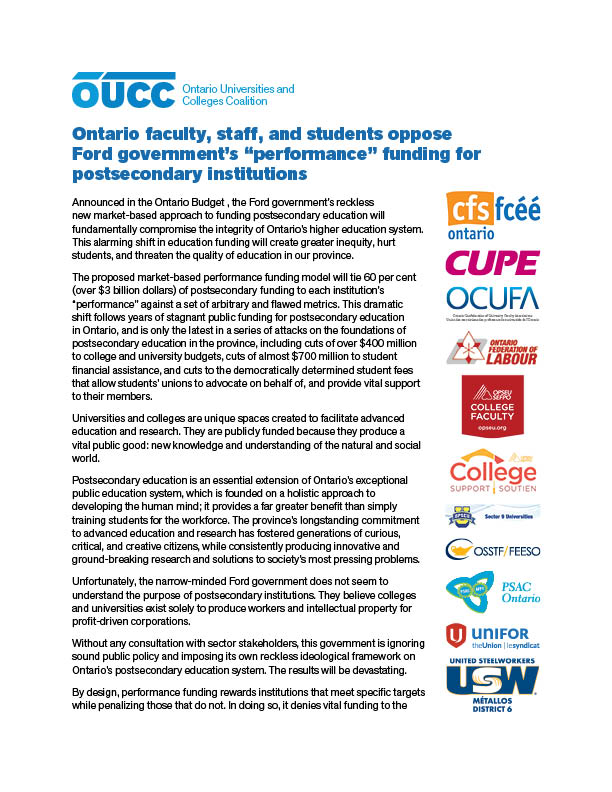 OUCC
Ontario Universities and
Colleges Coalition
Ontario faculty, staff, and students oppose
Ford government's “performance” funding for
postsecondary institutions
Announced in the Ontario Budget , the Ford government's reckless
new market-based approach to funding postsecondary education will
fundamentally compromise the integrity of Ontario's higher education system.
This alarming shift in education funding will create greater inequity, hurt
students, and threaten the quality of education in our province.
The proposed market-based performance funding model will tie 60 per cent
(over $3 billion dollars) of postsecondary funding to each institution's
“performance” against a set of arbitrary and flawed metrics. This dramatic
shift follows years of stagnant public funding for postsecondary education
in Ontario, and is only the latest in a series of attacks on the foundations of
postsecondary education in the province, including cuts of over $400 million
to college and university budgets, cuts of almost $700 million to student
financial assistance, and cuts to the democratically determined student fees
that allow students' unions to advocate on behalf of, and provide vital support
to their members.
Universities and colleges are unique spaces created to facilitate advanced
education and research. They are publicly funded because they produce a
vital public good: new knowledge and understanding of the natural and social
world.
Postsecondary education is an essential extension of Ontario's exceptional
public education system, which is founded on a holistic approach to
developing the human mind; it provides a far greater benefit than simply
training students for the workforce. The province's longstanding commitment
to advanced education and research has fostered generations of curious,
critical, and creative citizens, while consistently producing innovative and
ground-breaking research and solutions to society's most pressing problems.
Unfortunately, the narrow-minded Ford government does not seem to
understand the purpose of postsecondary institutions. They believe colleges
and universities exist solely to produce workers and intellectual property for
profit-driven corporations.
Without any consultation with sector stakeholders, this government is ignoring
sound public policy and imposing its own reckless ideological framework on
Ontario's postsecondary education system. The results will be devastating.
By design, performance funding rewards institutions that meet specific targets
while penalizing those that do not. In doing so, it denies vital funding to the
cfs fcéé
ontario
CUPE
OCUFA
ONTARIO
FEDERATION OF
LABOUR
OPSEU
SEFPO
COLLEGE
FACULTY
opseu.org
College
SUPPORT SOUTIEN
OPSEU
Sector 9 Universities
OSSTF/FEESO
PSAC
Ontario
UNIFOR
theUnion | lesyndicat
UNITED STEELWORKERS
USW
MÉTALLOS
DISTRICT 6